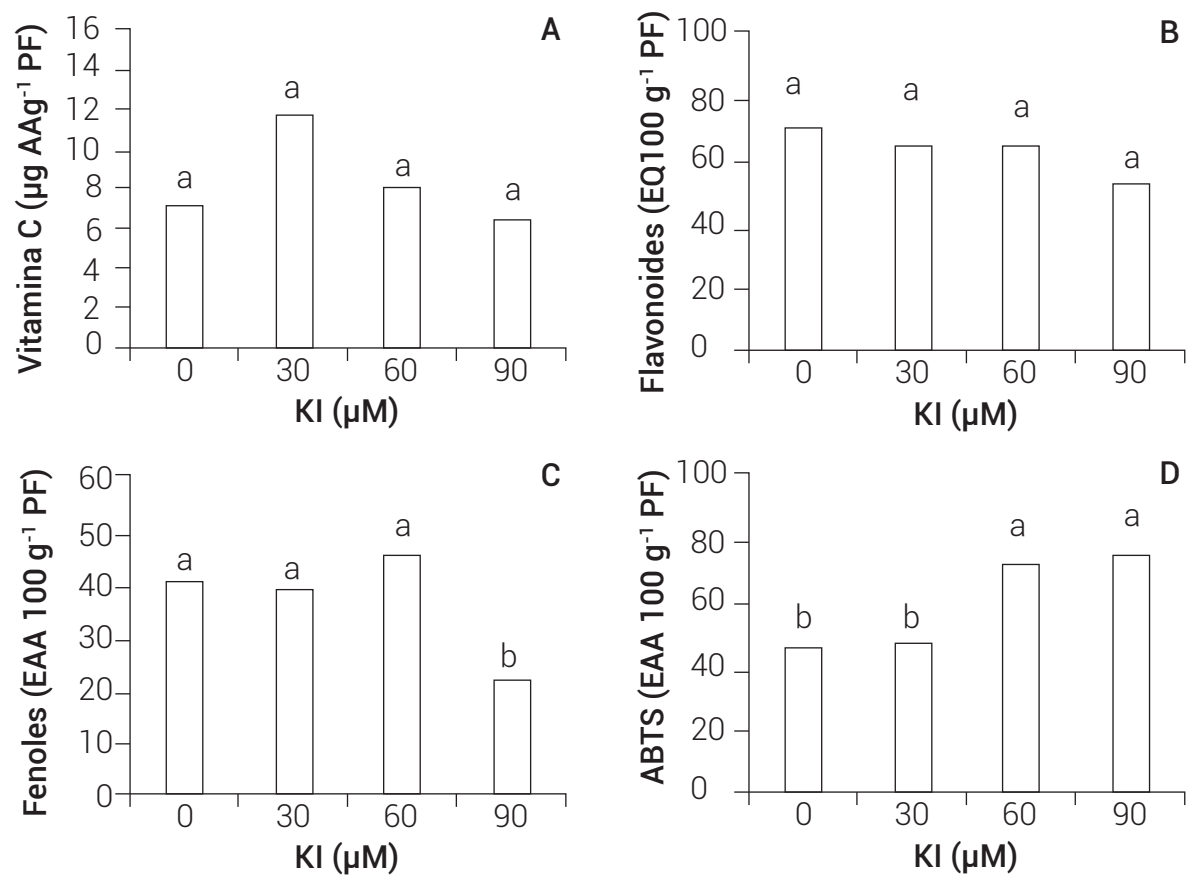 A
Vitamina C (µg AAg⁻¹ PF)
16
14
12
10
8
6
4
2
0
a
a
a
a
0 30 60 90
KI (µM)
B
Flavonoides (EQ100 g⁻¹ PF)
100
80
60
40
20
0
a
a
a
a
0 30 60 90
KI (µM)
C
Fenoles (EAA 100 g⁻¹ PF)
60
50
40
30
20
10
0
a
a
a
b
0 30 60 90
KI (µM)
D
ABTS (EAA 100 g⁻¹ PF)
100
80
60
40
20
0
b
b
a
a
0 30 60 90
KI (µM)